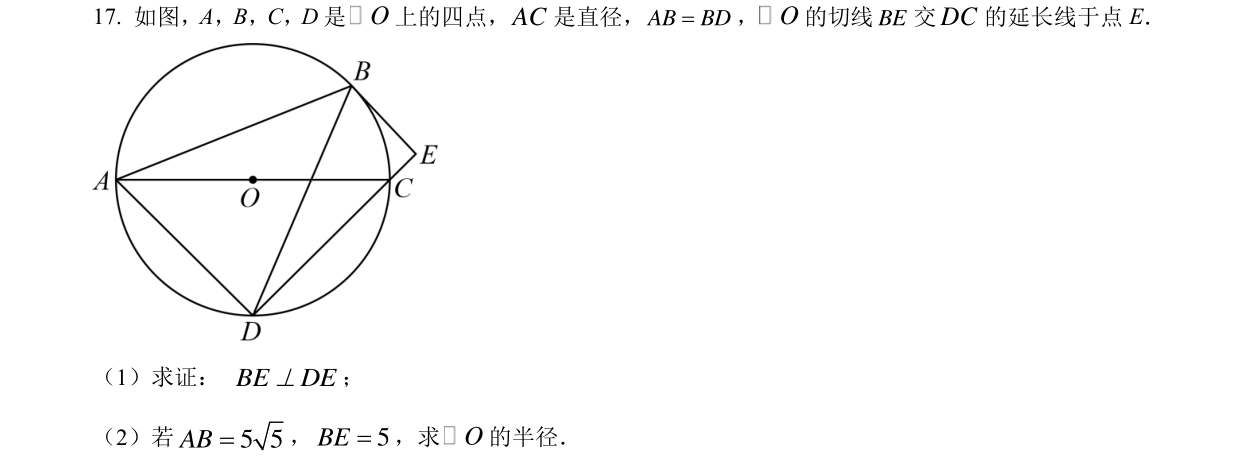 17. 如图，A，B，C，D 是□ O 上的四点，AC 是直径，AB = BD，□ O 的切线 BE 交 DC 的延长线于点 E．
B
E
A
O
C
D
（1）求证： BE ⊥ DE；
（2）若 AB = 5√5， BE = 5，求□ O 的半径．